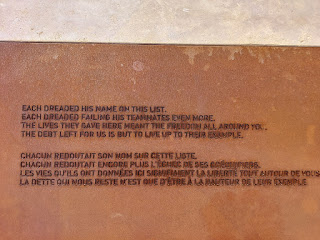 EACH DREADED HIS NAME ON THIS LIST.
EACH DREADED FAILING HIS TEAMMATES EVEN MORE.
THE LIVES THEY GAVE HERE MEANT THE FREEDOM ALL AROUND YOU.
THE DEBT LEFT FOR US IS BUT TO LIVE UP TO THEIR EXEMPLE.
CHACUN REDOUTAIT SON NOM SUR CETTE LISTE.
CHACUN REDOUTAIT ENCORE PLUS L'ÉCHEC DE SES COÉQUIPIERS.
LES VIES QU'ILS ONT DONNÉES ICI SIGNIFIAIENT LA LIBERTÉ TOUT AUTOUR DE VOUS
LA DETTE QUI NOUS RESTE N'EST QUE D'ÊTRE À LA HAUTEUR DE LEUR EXEMPLE